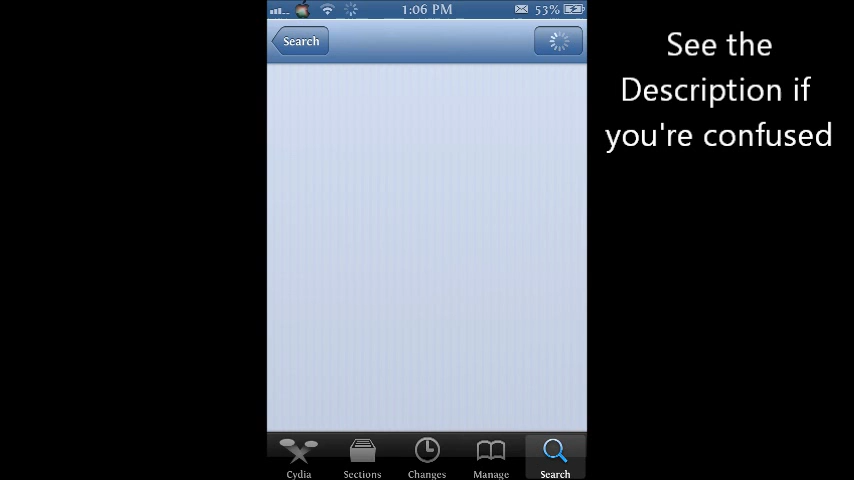 1:06 PM
53%
Search
See the
Description if
you're confused
Cydia
Sections
Changes
Manage
Search